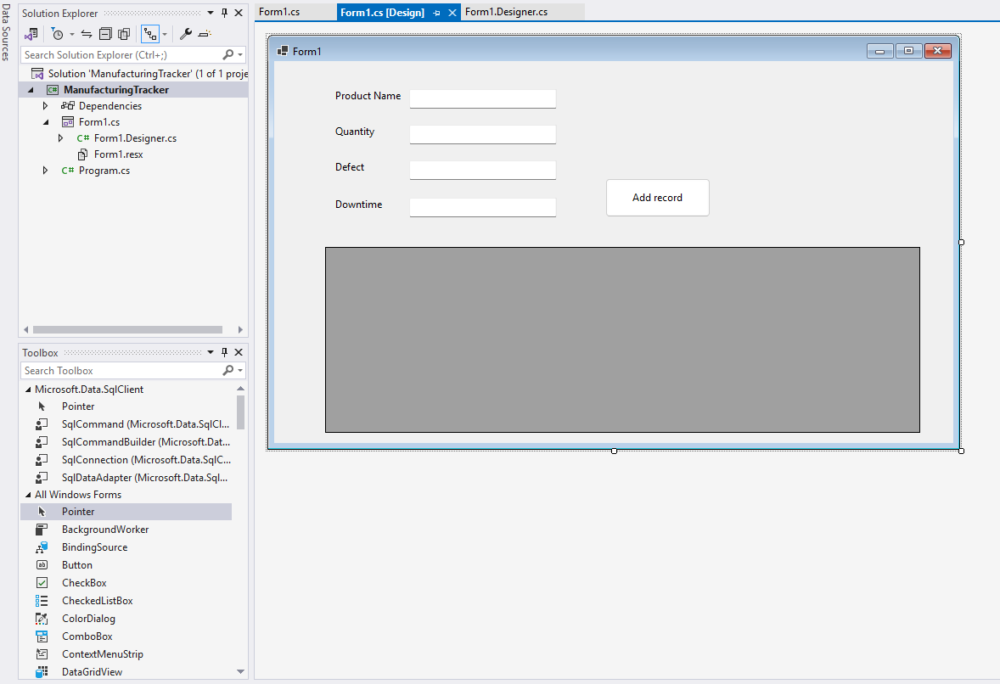 Data Sources
Solution Explorer
Search Solution Explorer (Ctrl+;)
Solution 'ManufacturingTracker' (1 of 1 proje
C# ManufacturingTracker
Dependencies
Form1.cs
C# Form1.Designer.cs
Form1.resx
C# Program.cs
Toolbox
Search Toolbox
Microsoft.Data.SqlClient
Pointer
SqlCommand (Microsoft.Data.SqlCl...
SqlCommandBuilder (Microsoft.Dat...
SqlConnection (Microsoft.Data.SqlC...
SqlDataAdapter (Microsoft.Data.Sql...
All Windows Forms
Pointer
BackgroundWorker
BindingSource
ab Button
CheckBox
CheckedListBox
ColorDialog
ComboBox
ContextMenuStrip
DataGridView
Form1.cs
Form1.cs [Design]
Form1.Designer.cs
Form1
Product Name
Quantity
Defect
Downtime
Add record